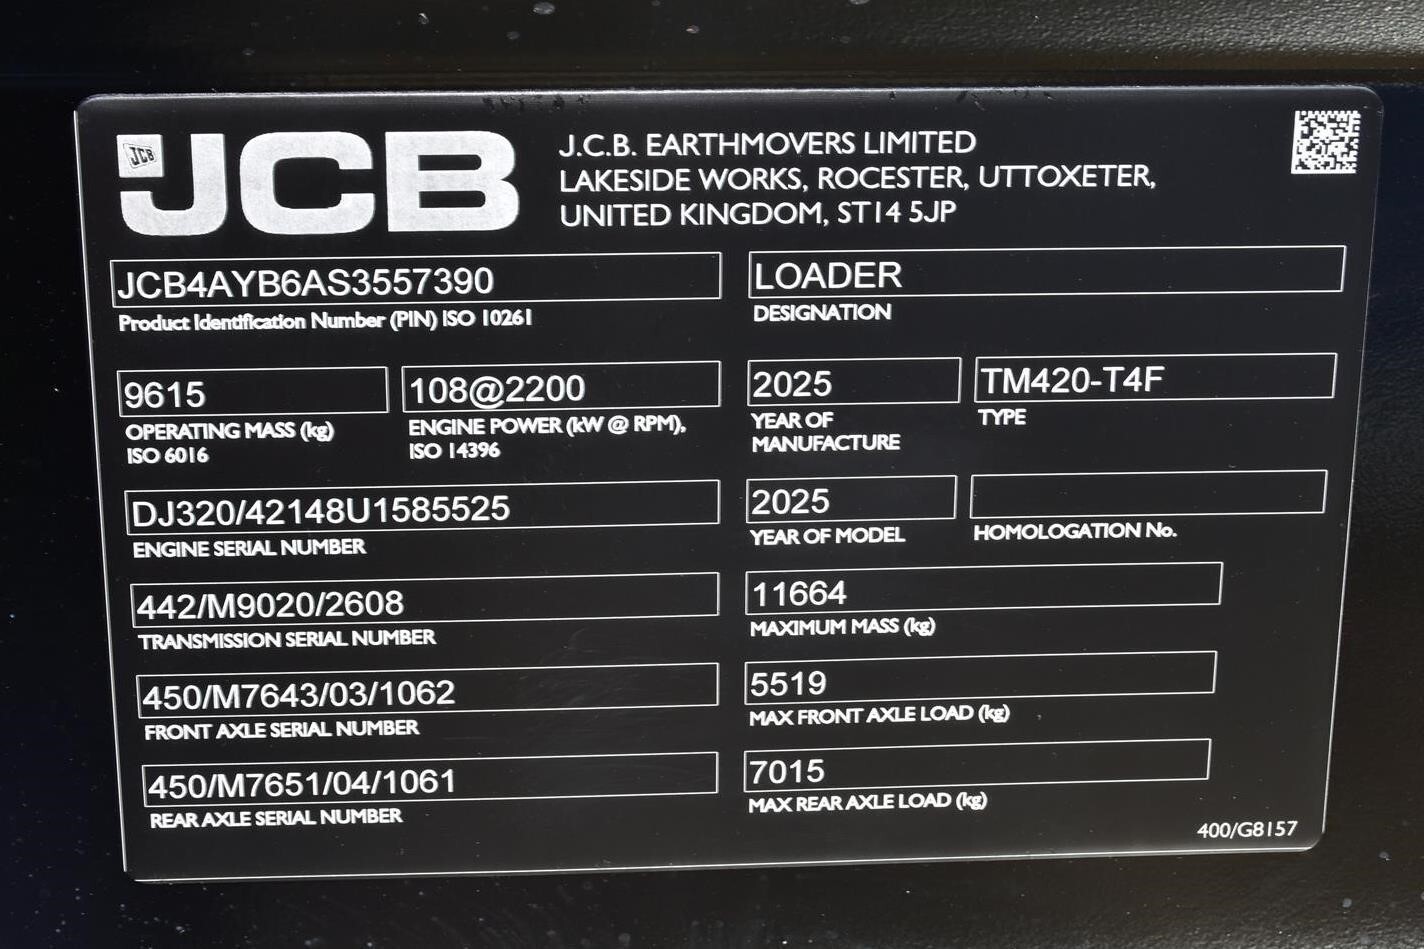 JCB
JCB
J.C.B. EARTHMOVERS LIMITED
LAKESIDE WORKS, ROCESTER, UTTOXETER,
UNITED KINGDOM, ST14 5JP
JCB4AYB6AS3557390
Product Identification Number (PIN) ISO 10261
LOADER
DESIGNATION
9615
OPERATING MASS (kg)
ISO 6016
108@2200
ENGINE POWER (kW @ RPM),
ISO 14396
2025
YEAR OF
MANUFACTURE
TM420-T4F
TYPE
DJ320/42148U1585525
ENGINE SERIAL NUMBER
2025
YEAR OF MODEL
HOMOLOGATION No.
442/M9020/2608
TRANSMISSION SERIAL NUMBER
11664
MAXIMUM MASS (kg)
450/M7643/03/1062
FRONT AXLE SERIAL NUMBER
5519
MAX FRONT AXLE LOAD (kg)
450/M7651/04/1061
REAR AXLE SERIAL NUMBER
7015
MAX REAR AXLE LOAD (kg)
400/G8157